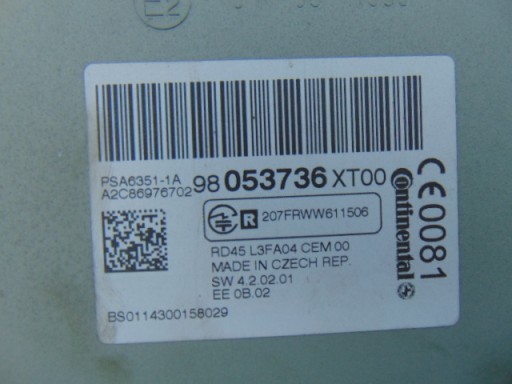 PSA6351-1A
A2C86976702
98 053736 XT00
R 207FRWW611506
RD45 L3FA04 CEM 00
MADE IN CZECH REP.
SW 4.2.02.01
EE 0B.02
BS0114300158029
Continental
CE0081